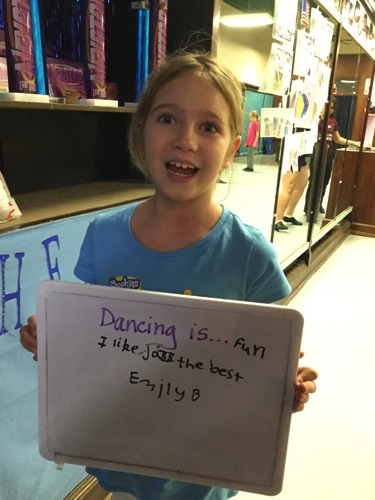 Dancing is... fun
I like Jazz the best
Emily B